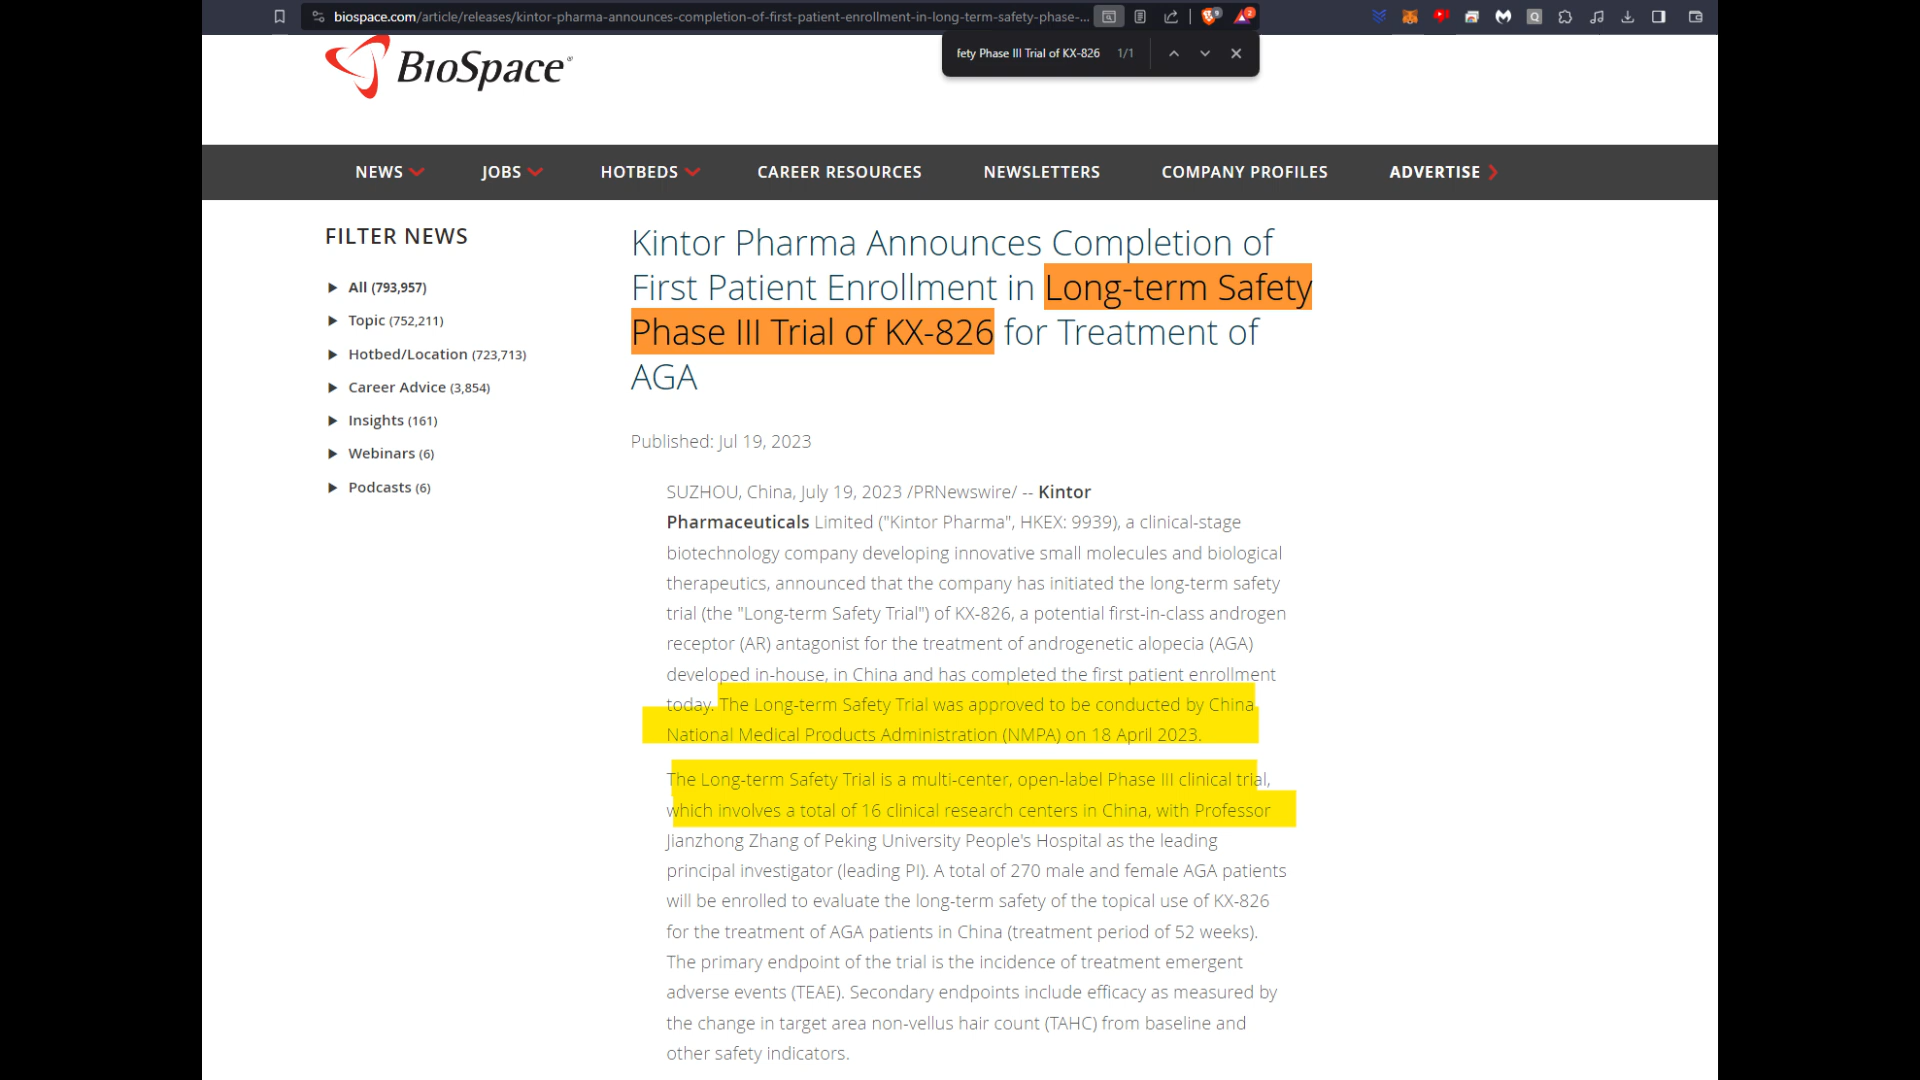 biospace.com/article/releases/kintor-pharma-announces-completion-of-first-patient-enrollment-in-long-term-safety-phase-...
9
2
fety Phase III Trial of KX-826 1/1
BioSpace
NEWS JOBS HOTBEDS CAREER RESOURCES NEWSLETTERS COMPANY PROFILES ADVERTISE
FILTER NEWS
All (793,957)
Topic (752,211)
Hotbed/Location (723,713)
Career Advice (3,854)
Insights (161)
Webinars (6)
Podcasts (6)
Kintor Pharma Announces Completion of
First Patient Enrollment in Long-term Safety
Phase III Trial of KX-826 for Treatment of
AGA
Published: Jul 19, 2023
SUZHOU, China, July 19, 2023 /PRNewswire/ -- Kintor
Pharmaceuticals Limited ("Kintor Pharma", HKEX: 9939), a clinical-stage
biotechnology company developing innovative small molecules and biological
therapeutics, announced that the company has initiated the long-term safety
trial (the "Long-term Safety Trial") of KX-826, a potential first-in-class androgen
receptor (AR) antagonist for the treatment of androgenetic alopecia (AGA)
developed in-house, in China and has completed the first patient enrollment
today. The Long-term Safety Trial was approved to be conducted by China
National Medical Products Administration (NMPA) on 18 April 2023.
The Long-term Safety Trial is a multi-center, open-label Phase III clinical trial,
which involves a total of 16 clinical research centers in China, with Professor
Jianzhong Zhang of Peking University People's Hospital as the leading
principal investigator (leading PI). A total of 270 male and female AGA patients
will be enrolled to evaluate the long-term safety of the topical use of KX-826
for the treatment of AGA patients in China (treatment period of 52 weeks).
The primary endpoint of the trial is the incidence of treatment emergent
adverse events (TEAE). Secondary endpoints include efficacy as measured by
the change in target area non-vellus hair count (TAHC) from baseline and
other safety indicators.